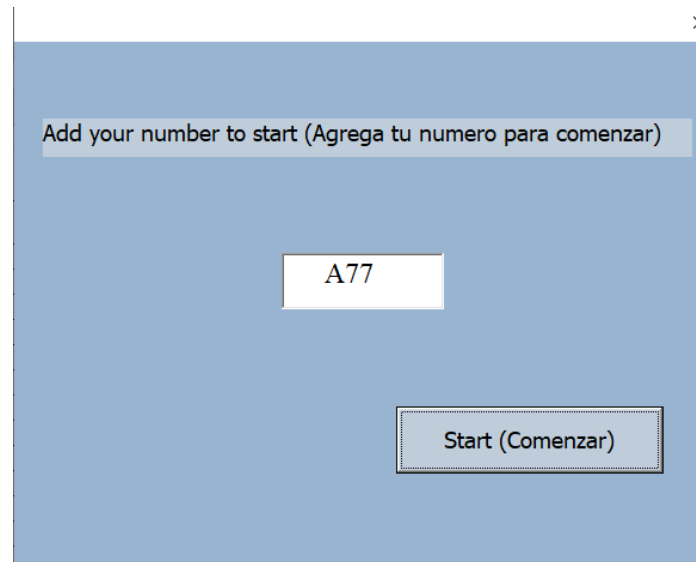 Add your number to start (Agrega tu numero para comenzar)
A77
Start (Comenzar)